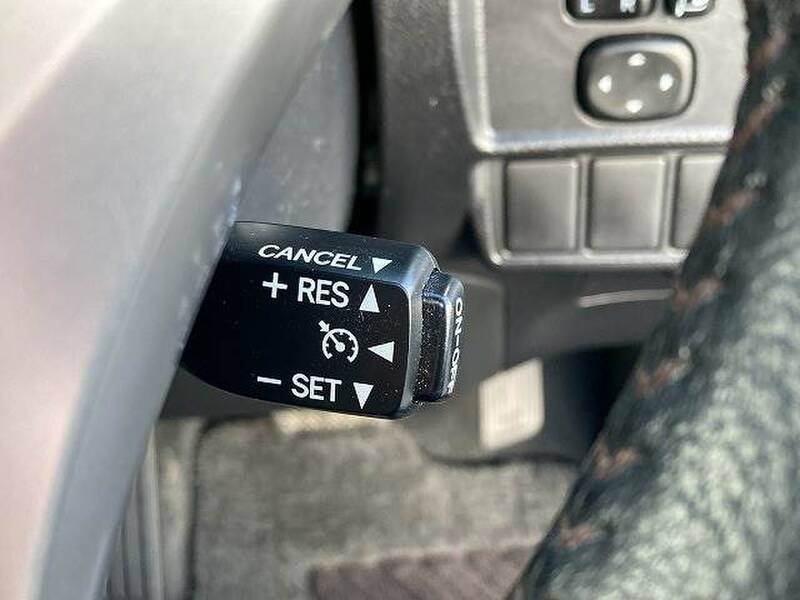 E R
CANCEL
+ RES
- SET
ON-OFF